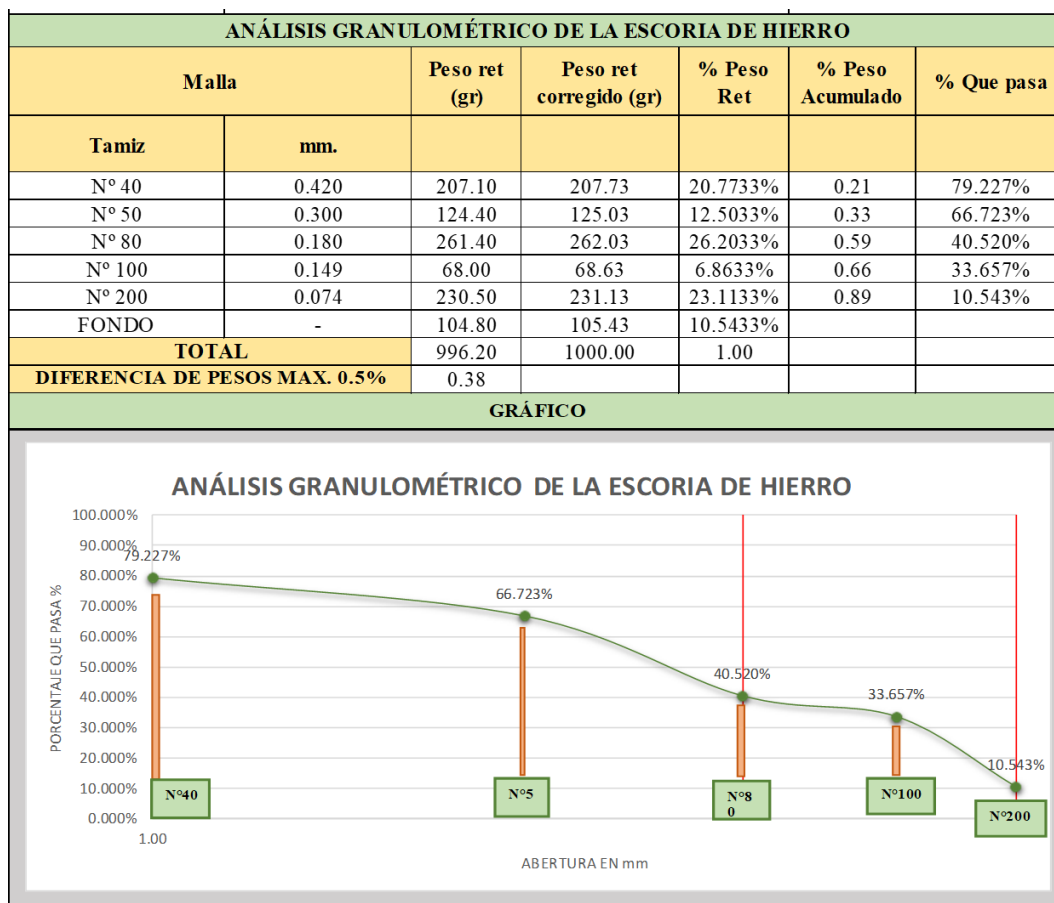 ANÁLISIS GRANULOMÉTRICO DE LA ESCORIA DE HIERRO
Malla Peso ret (gr) Peso ret corregido (gr) % Peso Ret % Peso Acumulado % Que pasa
Tamiz mm.
Nº 40 0.420 207.10 207.73 20.7733% 0.21 79.227%
Nº 50 0.300 124.40 125.03 12.5033% 0.33 66.723%
Nº 80 0.180 261.40 262.03 26.2033% 0.59 40.520%
Nº 100 0.149 68.00 68.63 6.8633% 0.66 33.657%
Nº 200 0.074 230.50 231.13 23.1133% 0.89 10.543%
FONDO - 104.80 105.43 10.5433%
TOTAL 996.20 1000.00 1.00
DIFERENCIA DE PESOS MAX. 0.5% 0.38
GRÁFICO
ANÁLISIS GRANULOMÉTRICO DE LA ESCORIA DE HIERRO
PORCENTAJE QUE PASA %
100.000%
90.000%
80.000%
70.000%
60.000%
50.000%
40.000%
30.000%
20.000%
10.000%
0.000%
79.227%
66.723%
40.520%
33.657%
10.543%
N°40
N°5
N°8
0
N°100
N°200
1.00
ABERTURA EN mm